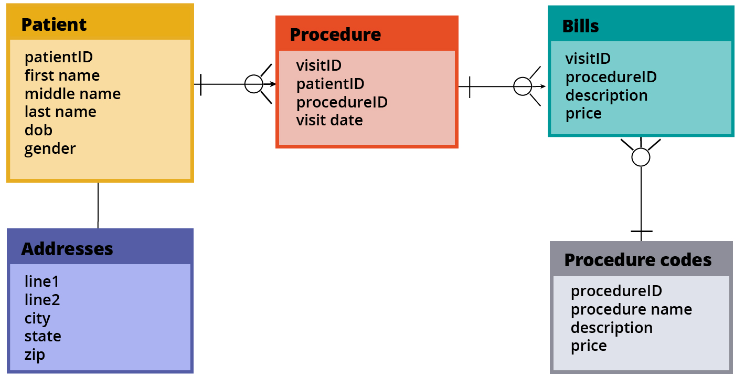 Patient
patientID
first name
middle name
last name
dob
gender
Procedure
visitID
patientID
procedureID
visit date
Bills
visitID
procedureID
description
price
Addresses
line1
line2
city
state
zip
Procedure codes
procedureID
procedure name
description
price